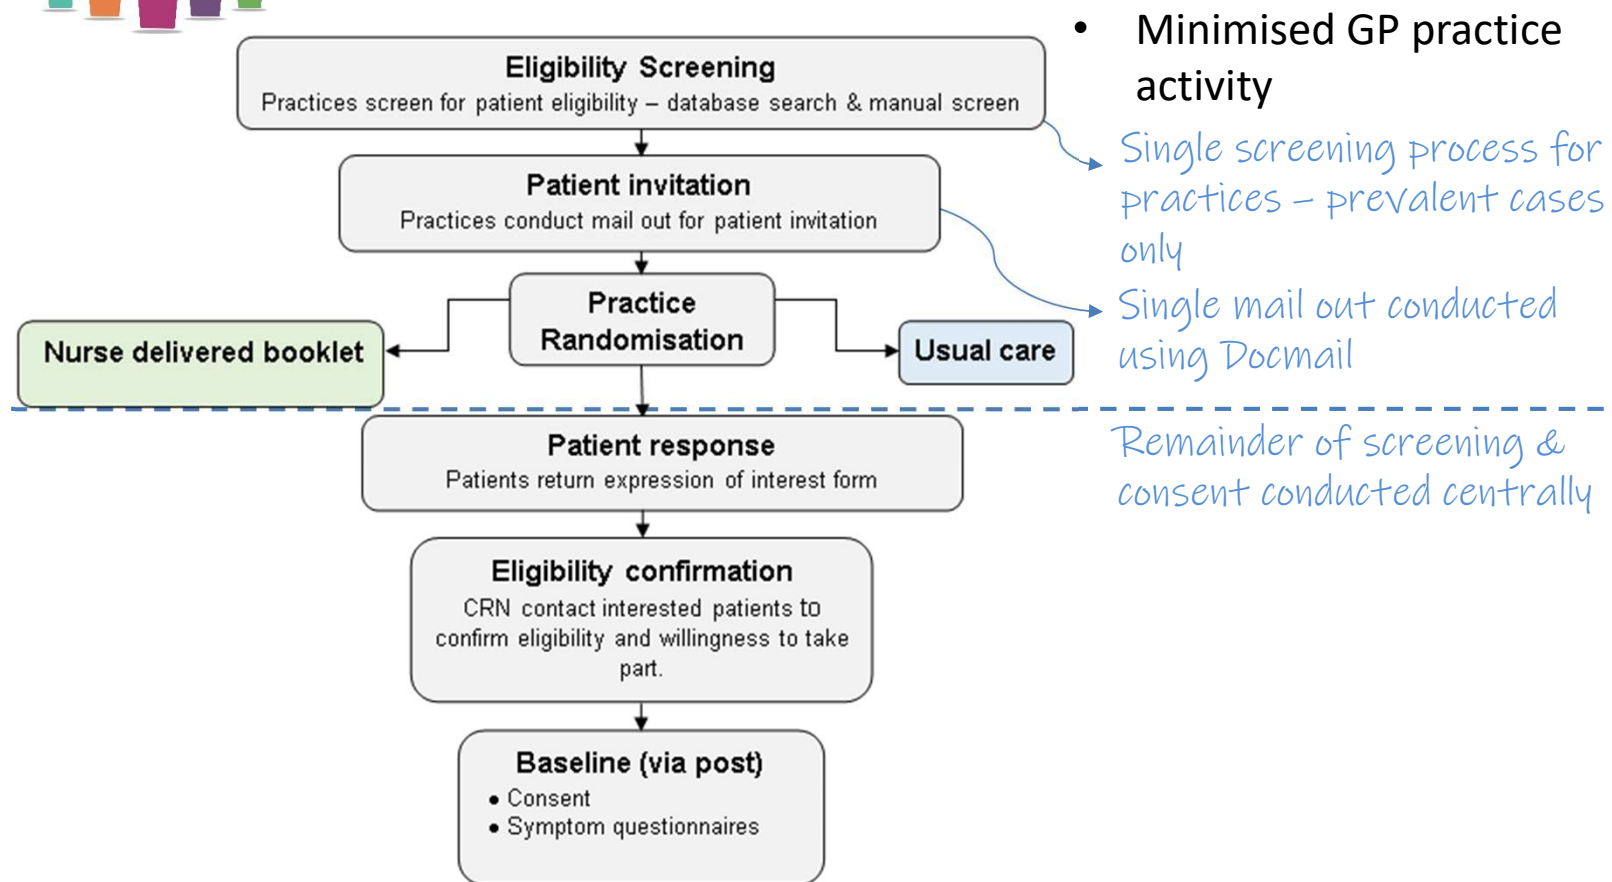 Eligibility Screening
Practices screen for patient eligibility – database search & manual screen
Patient invitation
Practices conduct mail out for patient invitation
Practice
Randomisation
Nurse delivered booklet
Usual care
Patient response
Patients return expression of interest form
Eligibility confirmation
CRN contact interested patients to
confirm eligibility and willingness to take
part.
Baseline (via post)
• Consent
• Symptom questionnaires
• Minimised GP practice
activity
Single screening process for
practices – prevalent cases
only
Single mail out conducted
using Docmail
Remainder of screening &
consent conducted centrally